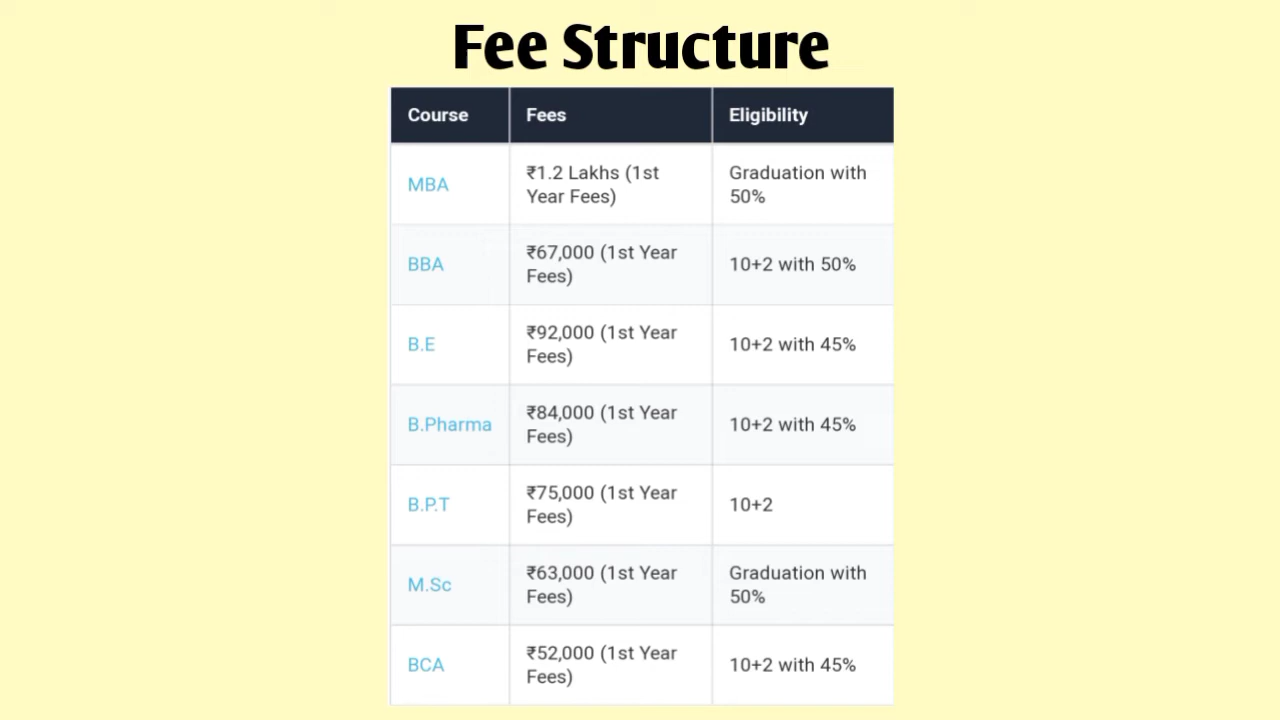 Fee Structure
Course Fees Eligibility
MBA ₹1.2 Lakhs (1st Year Fees) Graduation with 50%
BBA ₹67,000 (1st Year Fees) 10+2 with 50%
B.E ₹92,000 (1st Year Fees) 10+2 with 45%
B.Pharma ₹84,000 (1st Year Fees) 10+2 with 45%
B.P.T ₹75,000 (1st Year Fees) 10+2
M.Sc ₹63,000 (1st Year Fees) Graduation with 50%
BCA ₹52,000 (1st Year Fees) 10+2 with 45%